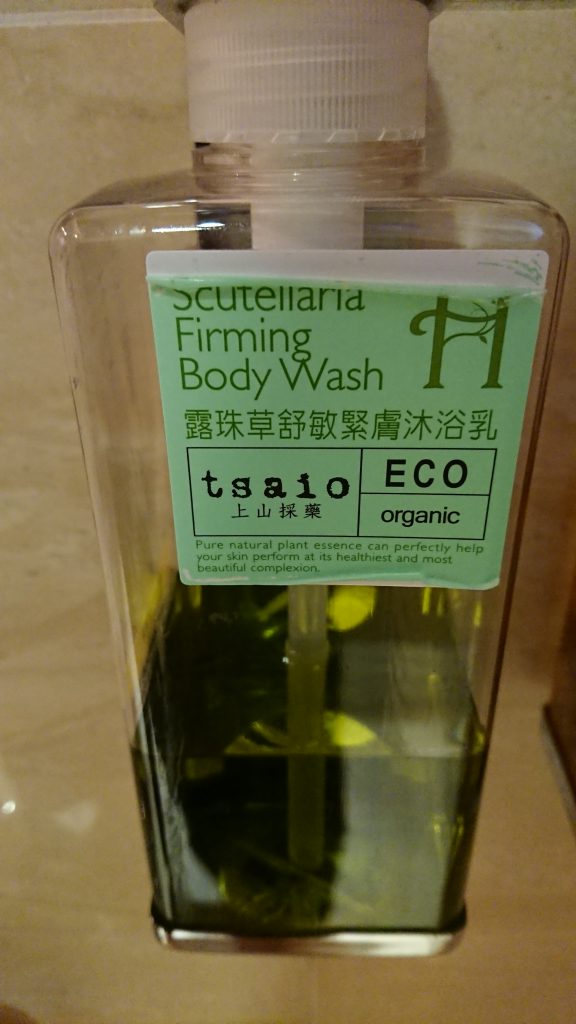 Scutellaria
Firming
Body Wash
H
露珠草舒敏緊膚沐浴乳
tsaio
上山採藥
ECO
organic
Pure natural plant essence can perfectly help
your skin perform at its healthiest and most
beautiful complexion.